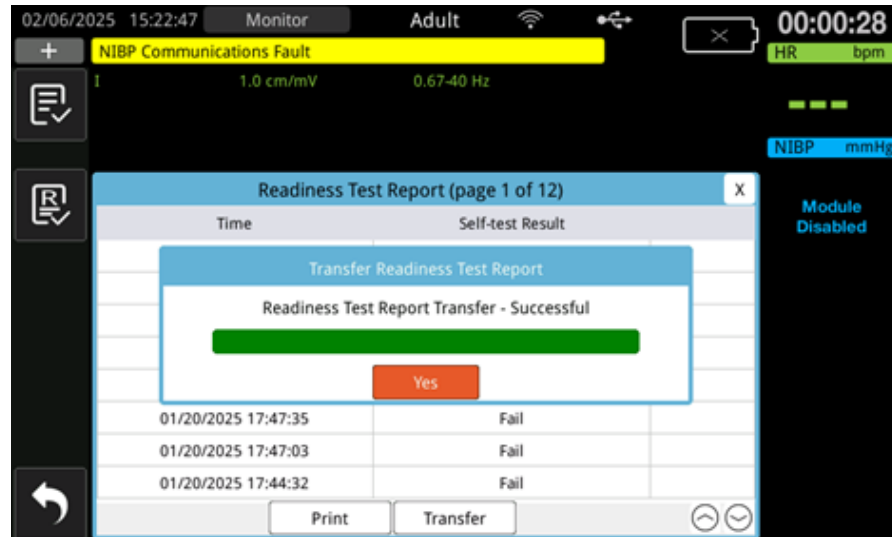 02/06/2025 15:22:47 Monitor Adult 00:00:28
+ NIBP Communications Fault HR bpm
I 1.0 cm/mV 0.67-40 Hz
---
NIBP mmHg
R Readiness Test Report (page 1 of 12) X
Module
Disabled
Time Self-test Result
Transfer Readiness Test Report
Readiness Test Report Transfer - Successful
Yes
01/20/2025 17:47:35 Fail
01/20/2025 17:47:03 Fail
01/20/2025 17:44:32 Fail
Print Transfer